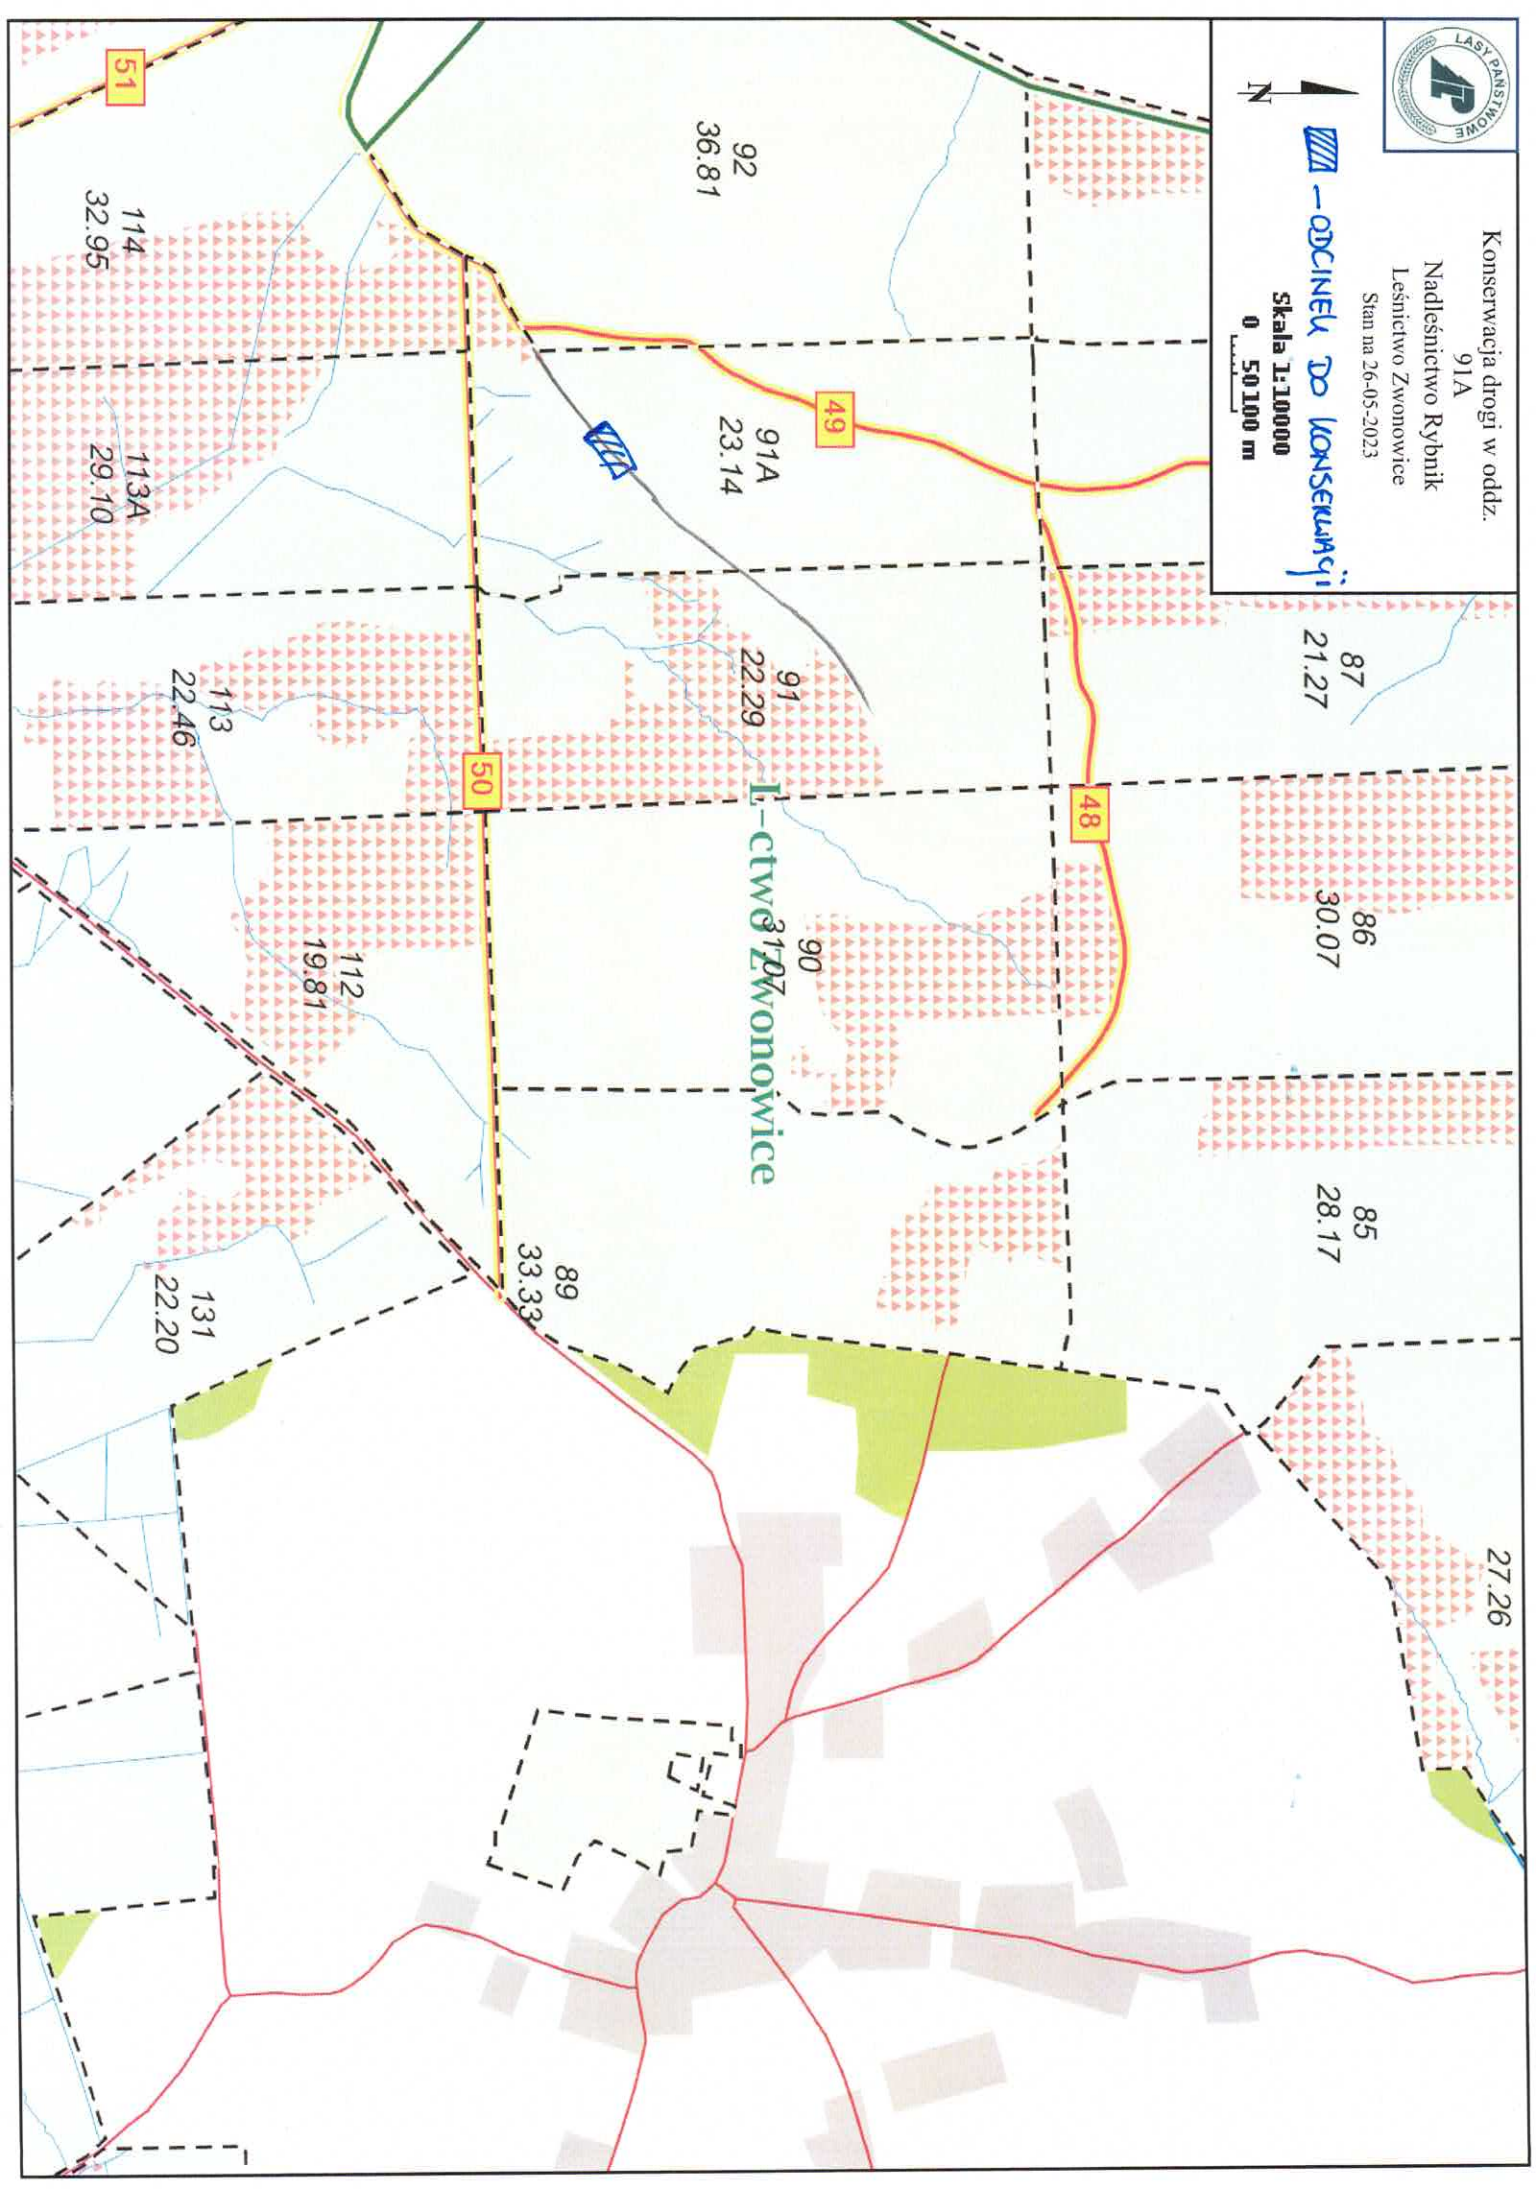 LASY PAŃSTWOWE
Konserwacja drogi w oddz.
91A
Nadleśnictwo Rybnik
Leśnictwo Zwonowice
Stan na 26-05-2023
– ODCINEK DO KONSERWACJI
Skala 1:10000
0 50 100 m
N
87
21.27
86
30.07
85
28.17
27.26
48
49
92
36.81
91A
23.14
91
22.29
90
31.07
L-ctwo Zwonowice
89
33.33
50
51
114
32.95
113A
29.10
113
22.46
112
19.81
131
22.20